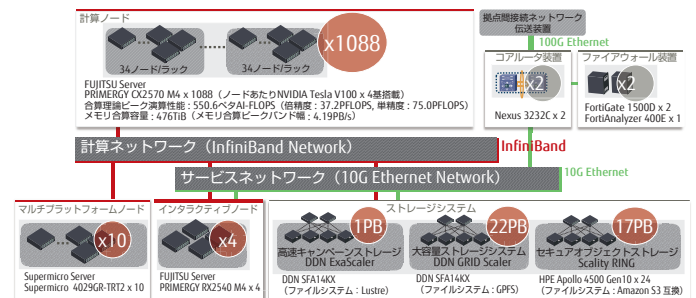 計算ノード
34ノード/ラック
34ノード/ラック
x1088
FUJITSU Server
PRIMERGY CX2570 M4 x 1088（ノードあたりNVIDIA Tesla V100 x 4基搭載）
合算理論ピーク演算性能 : 550.6ペタAI-FLOPS（倍精度 : 37.2PFLOPS, 単精度 : 75.0PFLOPS）
メモリ合算容量 : 476TiB（メモリ合算ピークバンド幅 : 4.19PB/s）
拠点間接続ネットワーク
伝送装置
100G Ethernet
コアルータ装置
x2
Nexus 3232C x 2
ファイアウォール装置
x2
FortiGate 1500D x 2
FortiAnalyzer 400E x 1
計算ネットワーク（InfiniBand Network）
InfiniBand
サービスネットワーク（10G Ethernet Network）
10G Ethernet
マルチプラットフォームノード
x10
Supermicro Server
Supermicro 4029GR-TRT2 x 10
インタラクティブノード
x4
FUJITSU Server
PRIMERGY RX2540 M4 x 4
ストレージシステム
1PB
高速キャンペーンストレージ
DDN ExaScaler
DDN SFA14KX
（ファイルシステム : Lustre）
22PB
大容量ストレージシステム
DDN GRID Scaler
DDN SFA14KX
（ファイルシステム : GPFS）
17PB
セキュアオブジェクトストレージ
Scality RING
HPE Apollo 4500 Gen10 x 24
（ファイルシステム : Amazon S3 互換）